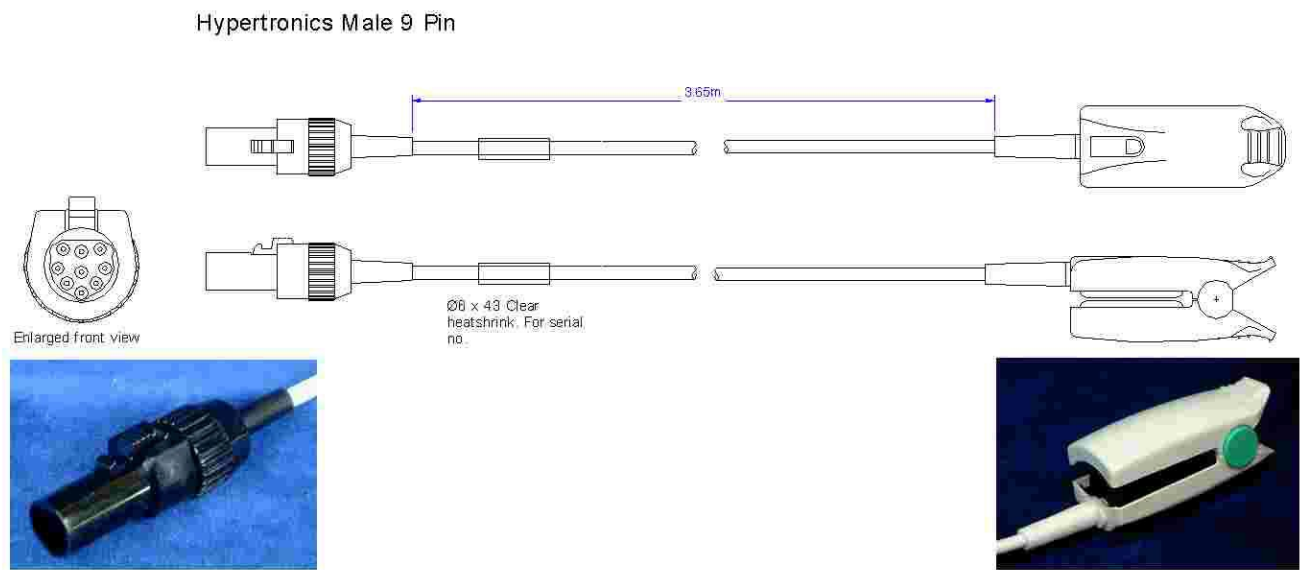 Hypertronics Male 9 Pin
3.65m
Ø6 x 43 Clear
heatshrink. For serial
no
Enlarged front view